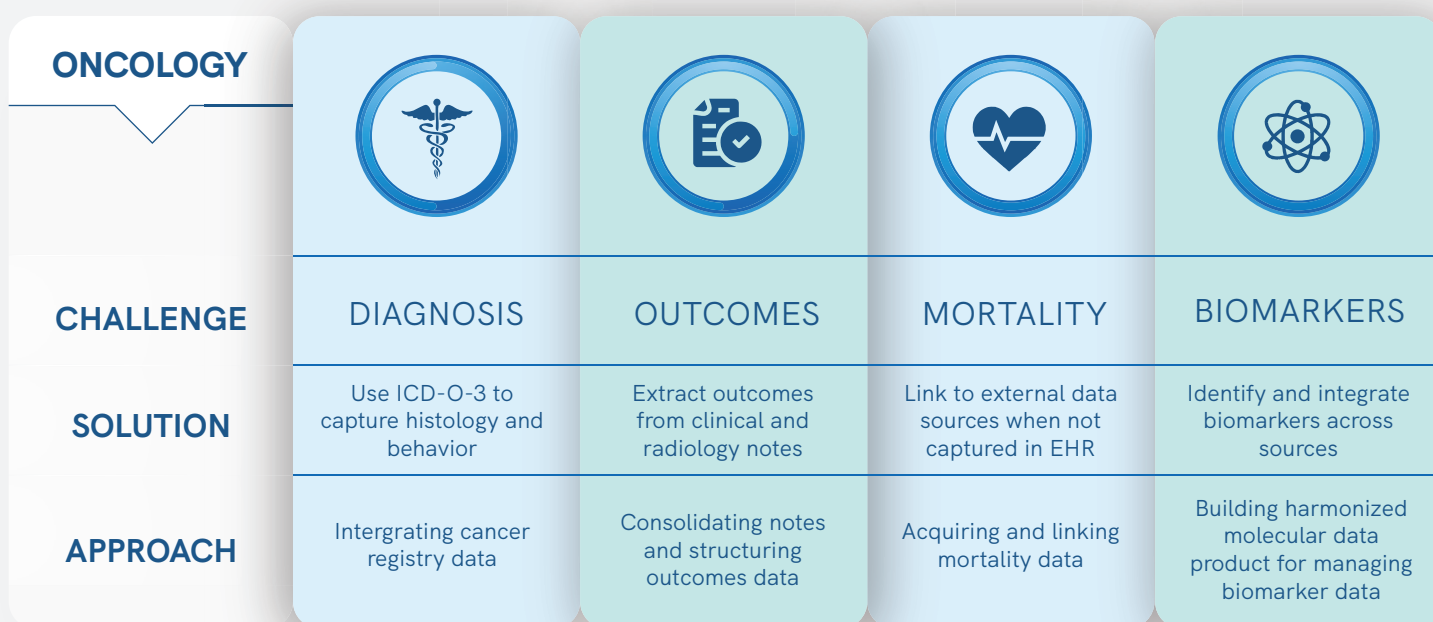 ONCOLOGY
CHALLENGE
DIAGNOSIS
OUTCOMES
MORTALITY
BIOMARKERS
SOLUTION
Use ICD-O-3 to
capture histology and
behavior
Extract outcomes
from clinical and
radiology notes
Link to external data
sources when not
captured in EHR
Identify and integrate
biomarkers across
sources
APPROACH
Intergrating cancer
registry data
Consolidating notes
and structuring
outcomes data
Acquiring and linking
mortality data
Building harmonized
molecular data
product for managing
biomarker data